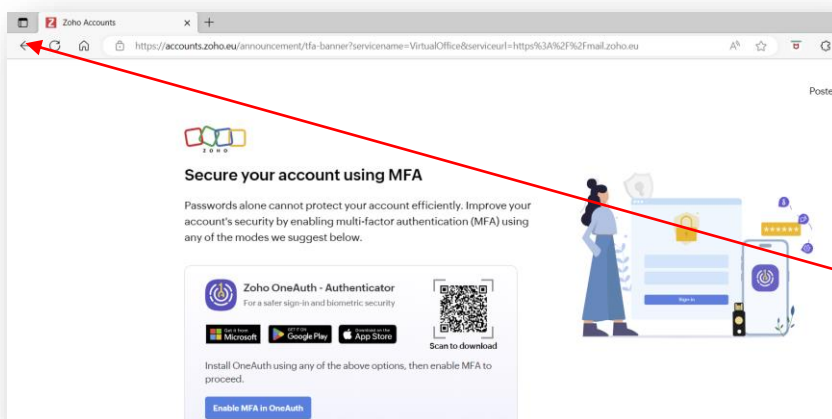 Zoho Accounts
https://accounts.zoho.eu/announcement/tfa-banner?servicename=VirtualOffice&serviceurl=https%3A%2F%2Fmail.zoho.eu
Poste
ZOHO
Secure your account using MFA
Passwords alone cannot protect your account efficiently. Improve your
account's security by enabling multi-factor authentication (MFA) using
any of the modes we suggest below.
Zoho OneAuth - Authenticator
For a safer sign-in and biometric security
Get it from Microsoft
GET IT ON Google Play
Download on the App Store
Scan to download
Install OneAuth using any of the above options, then enable MFA to
proceed.
Enable MFA in OneAuth
Sign in